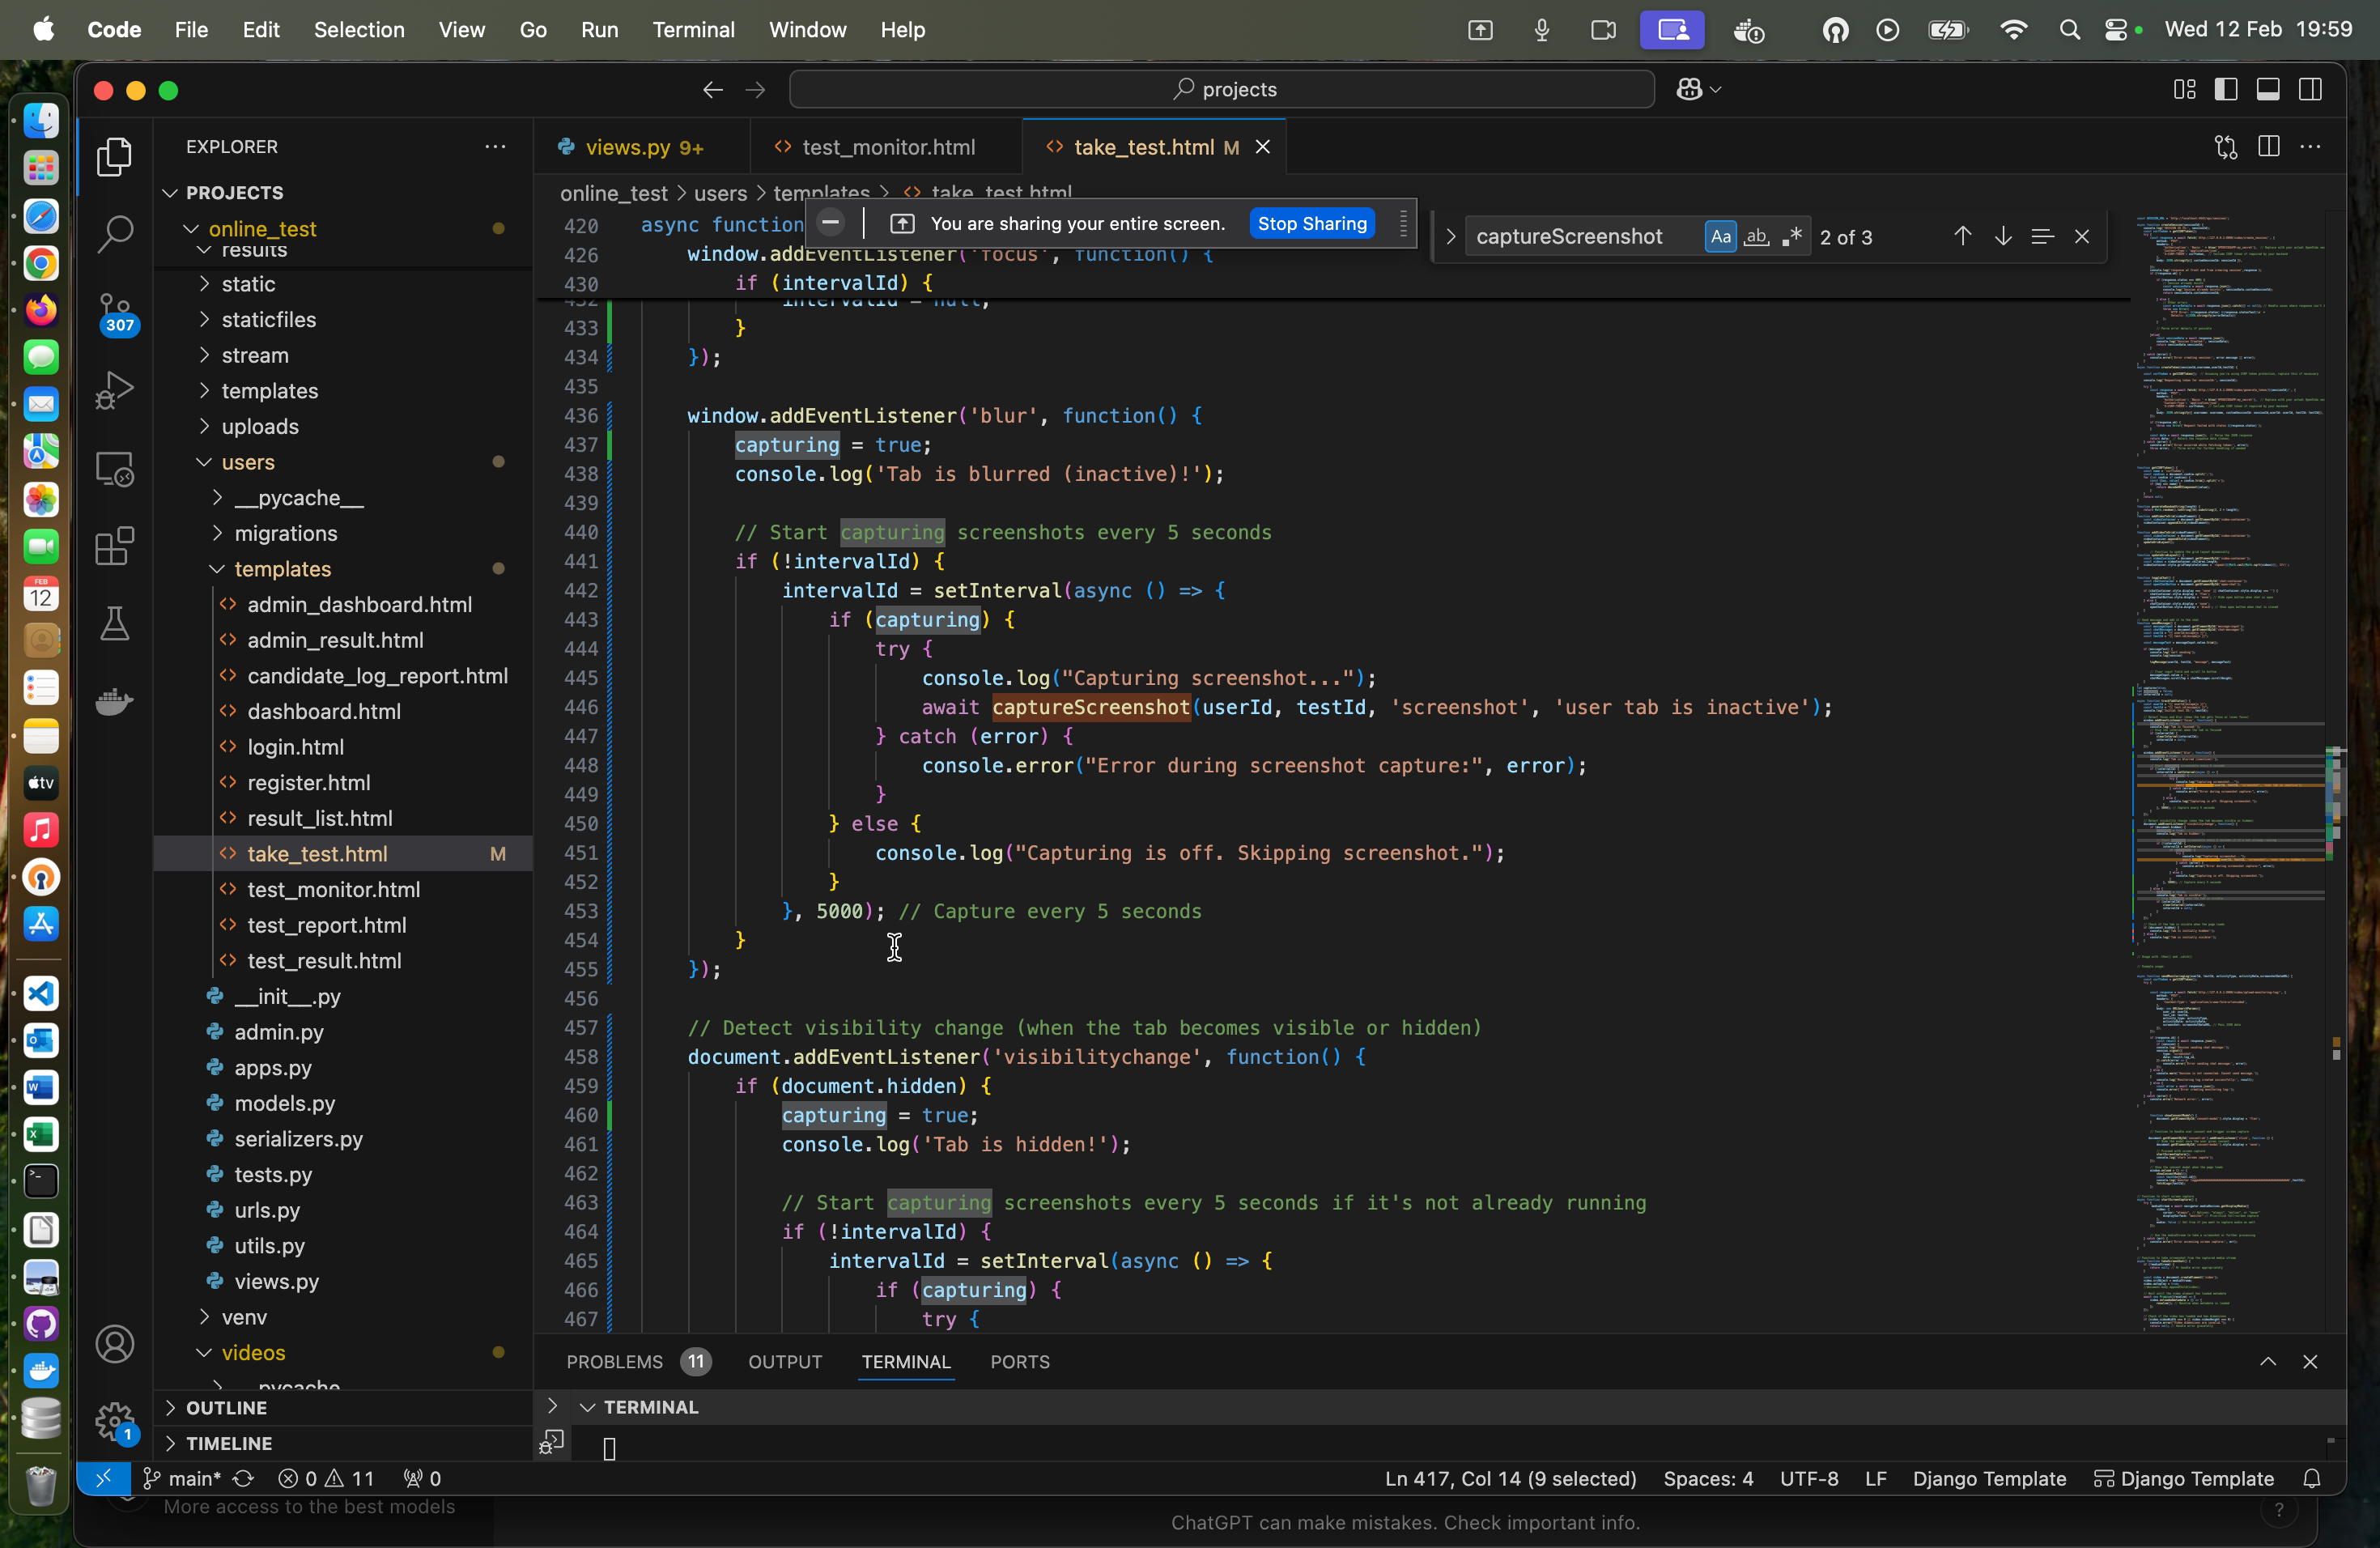 Code File Edit Selection View Go Run Terminal Window Help Wed 12 Feb 19:59
projects
EXPLORER
views.py 9+
test_monitor.html
take_test.html M
PROJECTS
online_test > users > templates > take_test.html
You are sharing your entire screen. Stop Sharing
captureScreenshot Aa ab 2 of 3
online_test
results
static
staticfiles
stream
templates
uploads
users
__pycache__
migrations
templates
admin_dashboard.html
admin_result.html
candidate_log_report.html
dashboard.html
login.html
register.html
result_list.html
take_test.html M
test_monitor.html
test_report.html
test_result.html
__init__.py
admin.py
apps.py
models.py
serializers.py
tests.py
urls.py
utils.py
views.py
venv
videos
pycache
OUTLINE
TIMELINE
307
1
FEB
12
tv
420 async function
426 window.addEventListener('focus', function() {
430 if (intervalId) {
432 intervalId = null;
433 }
434 });
435
436 window.addEventListener('blur', function() {
437 capturing = true;
438 console.log('Tab is blurred (inactive)!');
439
440 // Start capturing screenshots every 5 seconds
441 if (!intervalId) {
442 intervalId = setInterval(async () => {
443 if (capturing) {
444 try {
445 console.log("Capturing screenshot...");
446 await captureScreenshot(userId, testId, 'screenshot', 'user tab is inactive');
447 } catch (error) {
448 console.error("Error during screenshot capture:", error);
449 }
450 } else {
451 console.log("Capturing is off. Skipping screenshot.");
452 }
453 }, 5000); // Capture every 5 seconds
454 }
455 });
456
457 // Detect visibility change (when the tab becomes visible or hidden)
458 document.addEventListener('visibilitychange', function() {
459 if (document.hidden) {
460 capturing = true;
461 console.log('Tab is hidden!');
462
463 // Start capturing screenshots every 5 seconds if it's not already running
464 if (!intervalId) {
465 intervalId = setInterval(async () => {
466 if (capturing) {
467 try {
PROBLEMS 11 OUTPUT TERMINAL PORTS
TERMINAL
main* 0 11 0
Ln 417, Col 14 (9 selected) Spaces: 4 UTF-8 LF Django Template Django Template
More access to the best models
ChatGPT can make mistakes. Check important info.
?